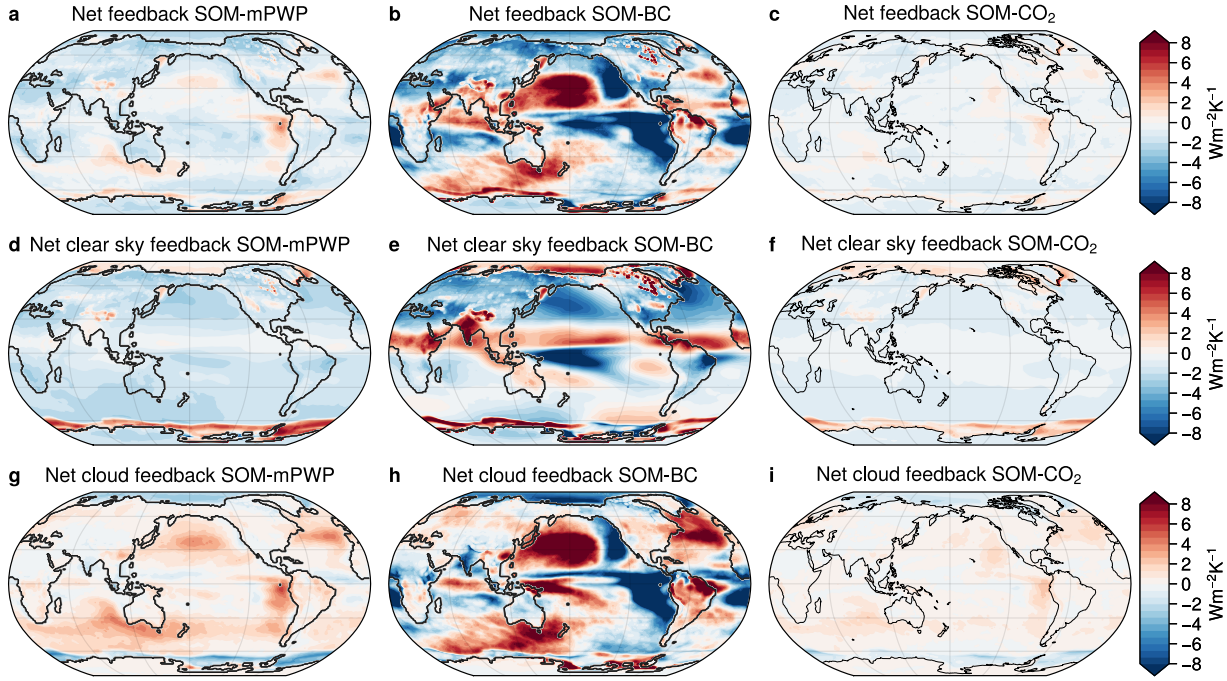 a Net feedback SOM-mPWP
b Net feedback SOM-BC
c Net feedback SOM-CO₂
8
6
4
2
0
−2
−4
−6
−8
Wm⁻²K⁻¹
d Net clear sky feedback SOM-mPWP
e Net clear sky feedback SOM-BC
f Net clear sky feedback SOM-CO₂
8
6
4
2
0
−2
−4
−6
−8
Wm⁻²K⁻¹
g Net cloud feedback SOM-mPWP
h Net cloud feedback SOM-BC
i Net cloud feedback SOM-CO₂
8
6
4
2
0
−2
−4
−6
−8
Wm⁻²K⁻¹